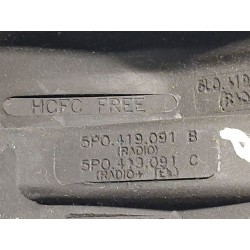 HCFC FREE
5P0.419.091 B
(RADIO)
5P0.419.091 C
(RADIO+ TEL)